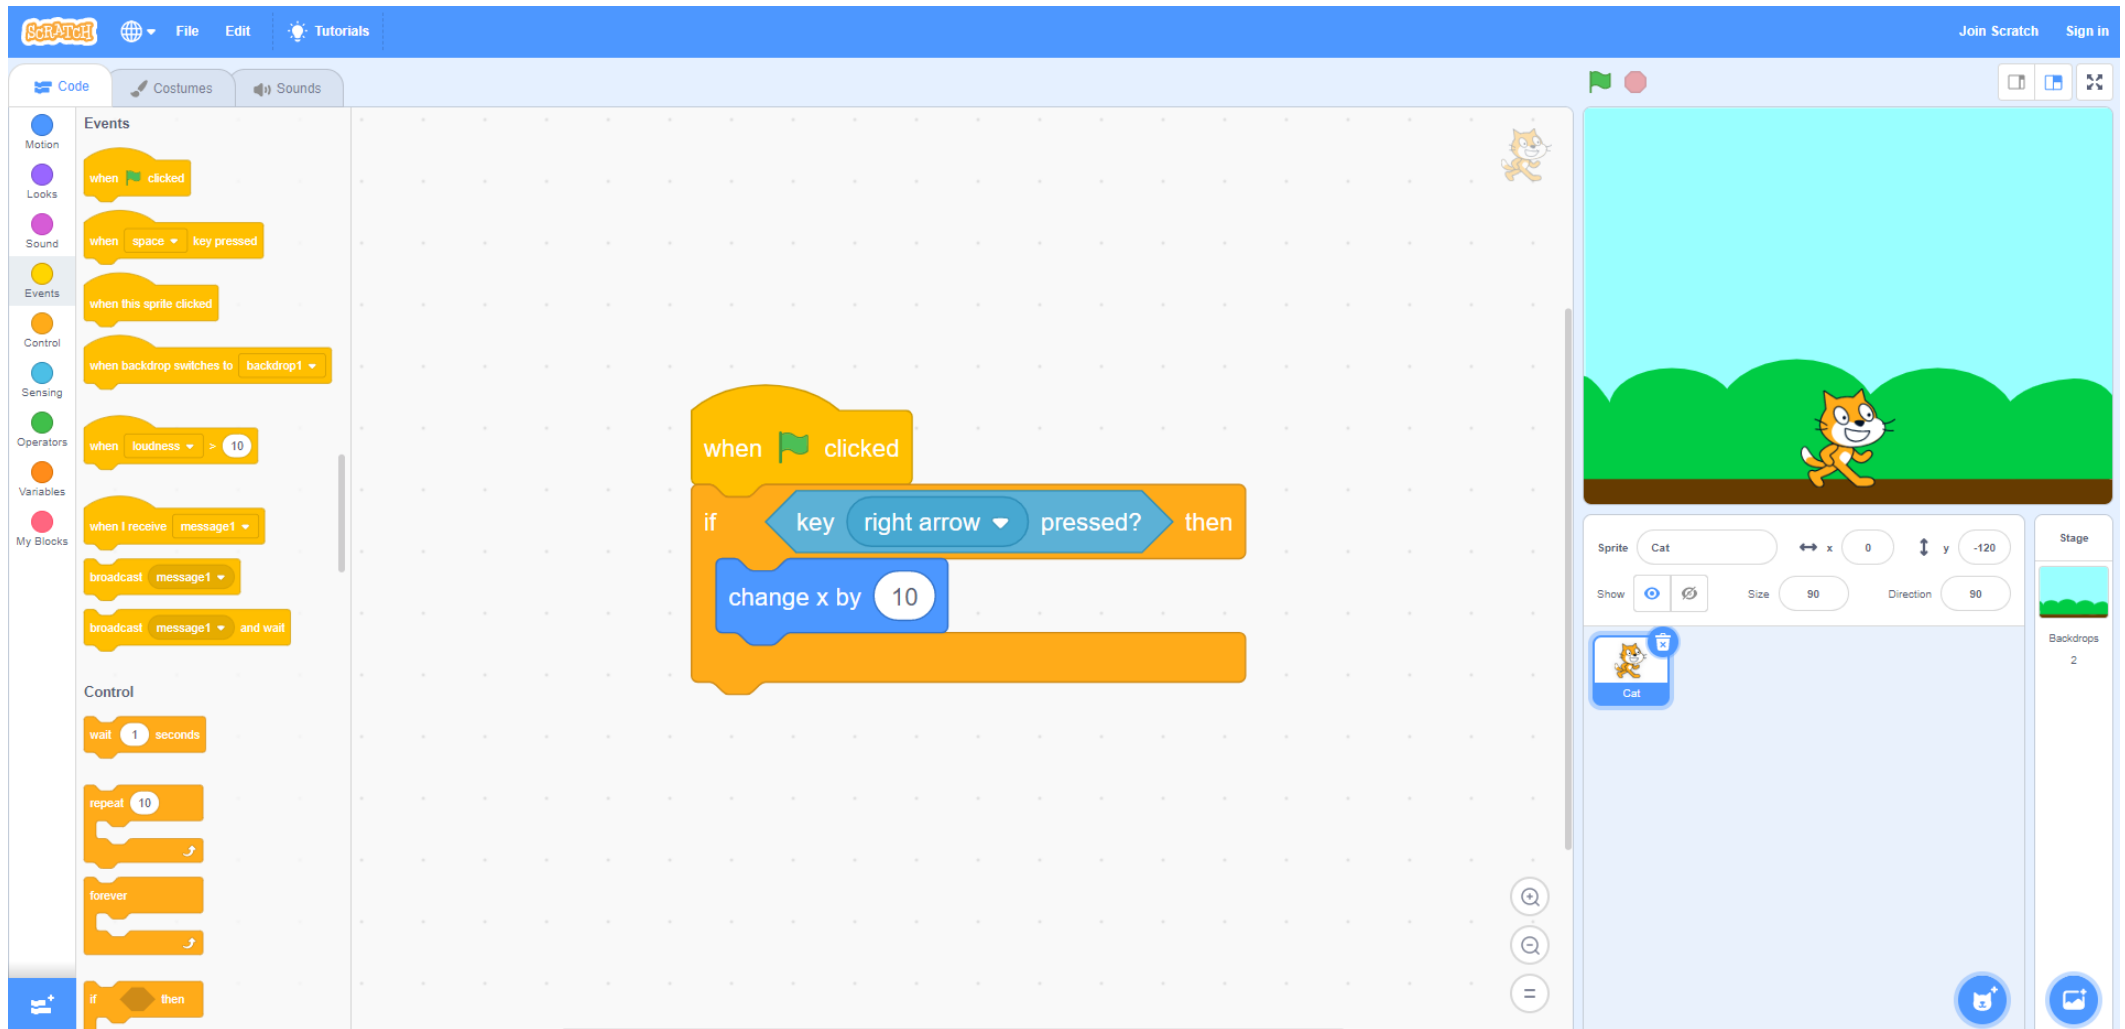 SCRATCH File Edit Tutorials Join Scratch Sign in
Code Costumes Sounds
Motion
Looks
Sound
Events
Control
Sensing
Operators
Variables
My Blocks
Events
when clicked
when space key pressed
when this sprite clicked
when backdrop switches to backdrop1
when loudness > 10
when I receive message1
broadcast message1
broadcast message1 and wait
Control
wait 1 seconds
repeat 10
forever
if then
when clicked
if key right arrow pressed? then
change x by 10
Sprite Cat x 0 y -120
Show Size 90 Direction 90
Cat
Stage
Backdrops
2